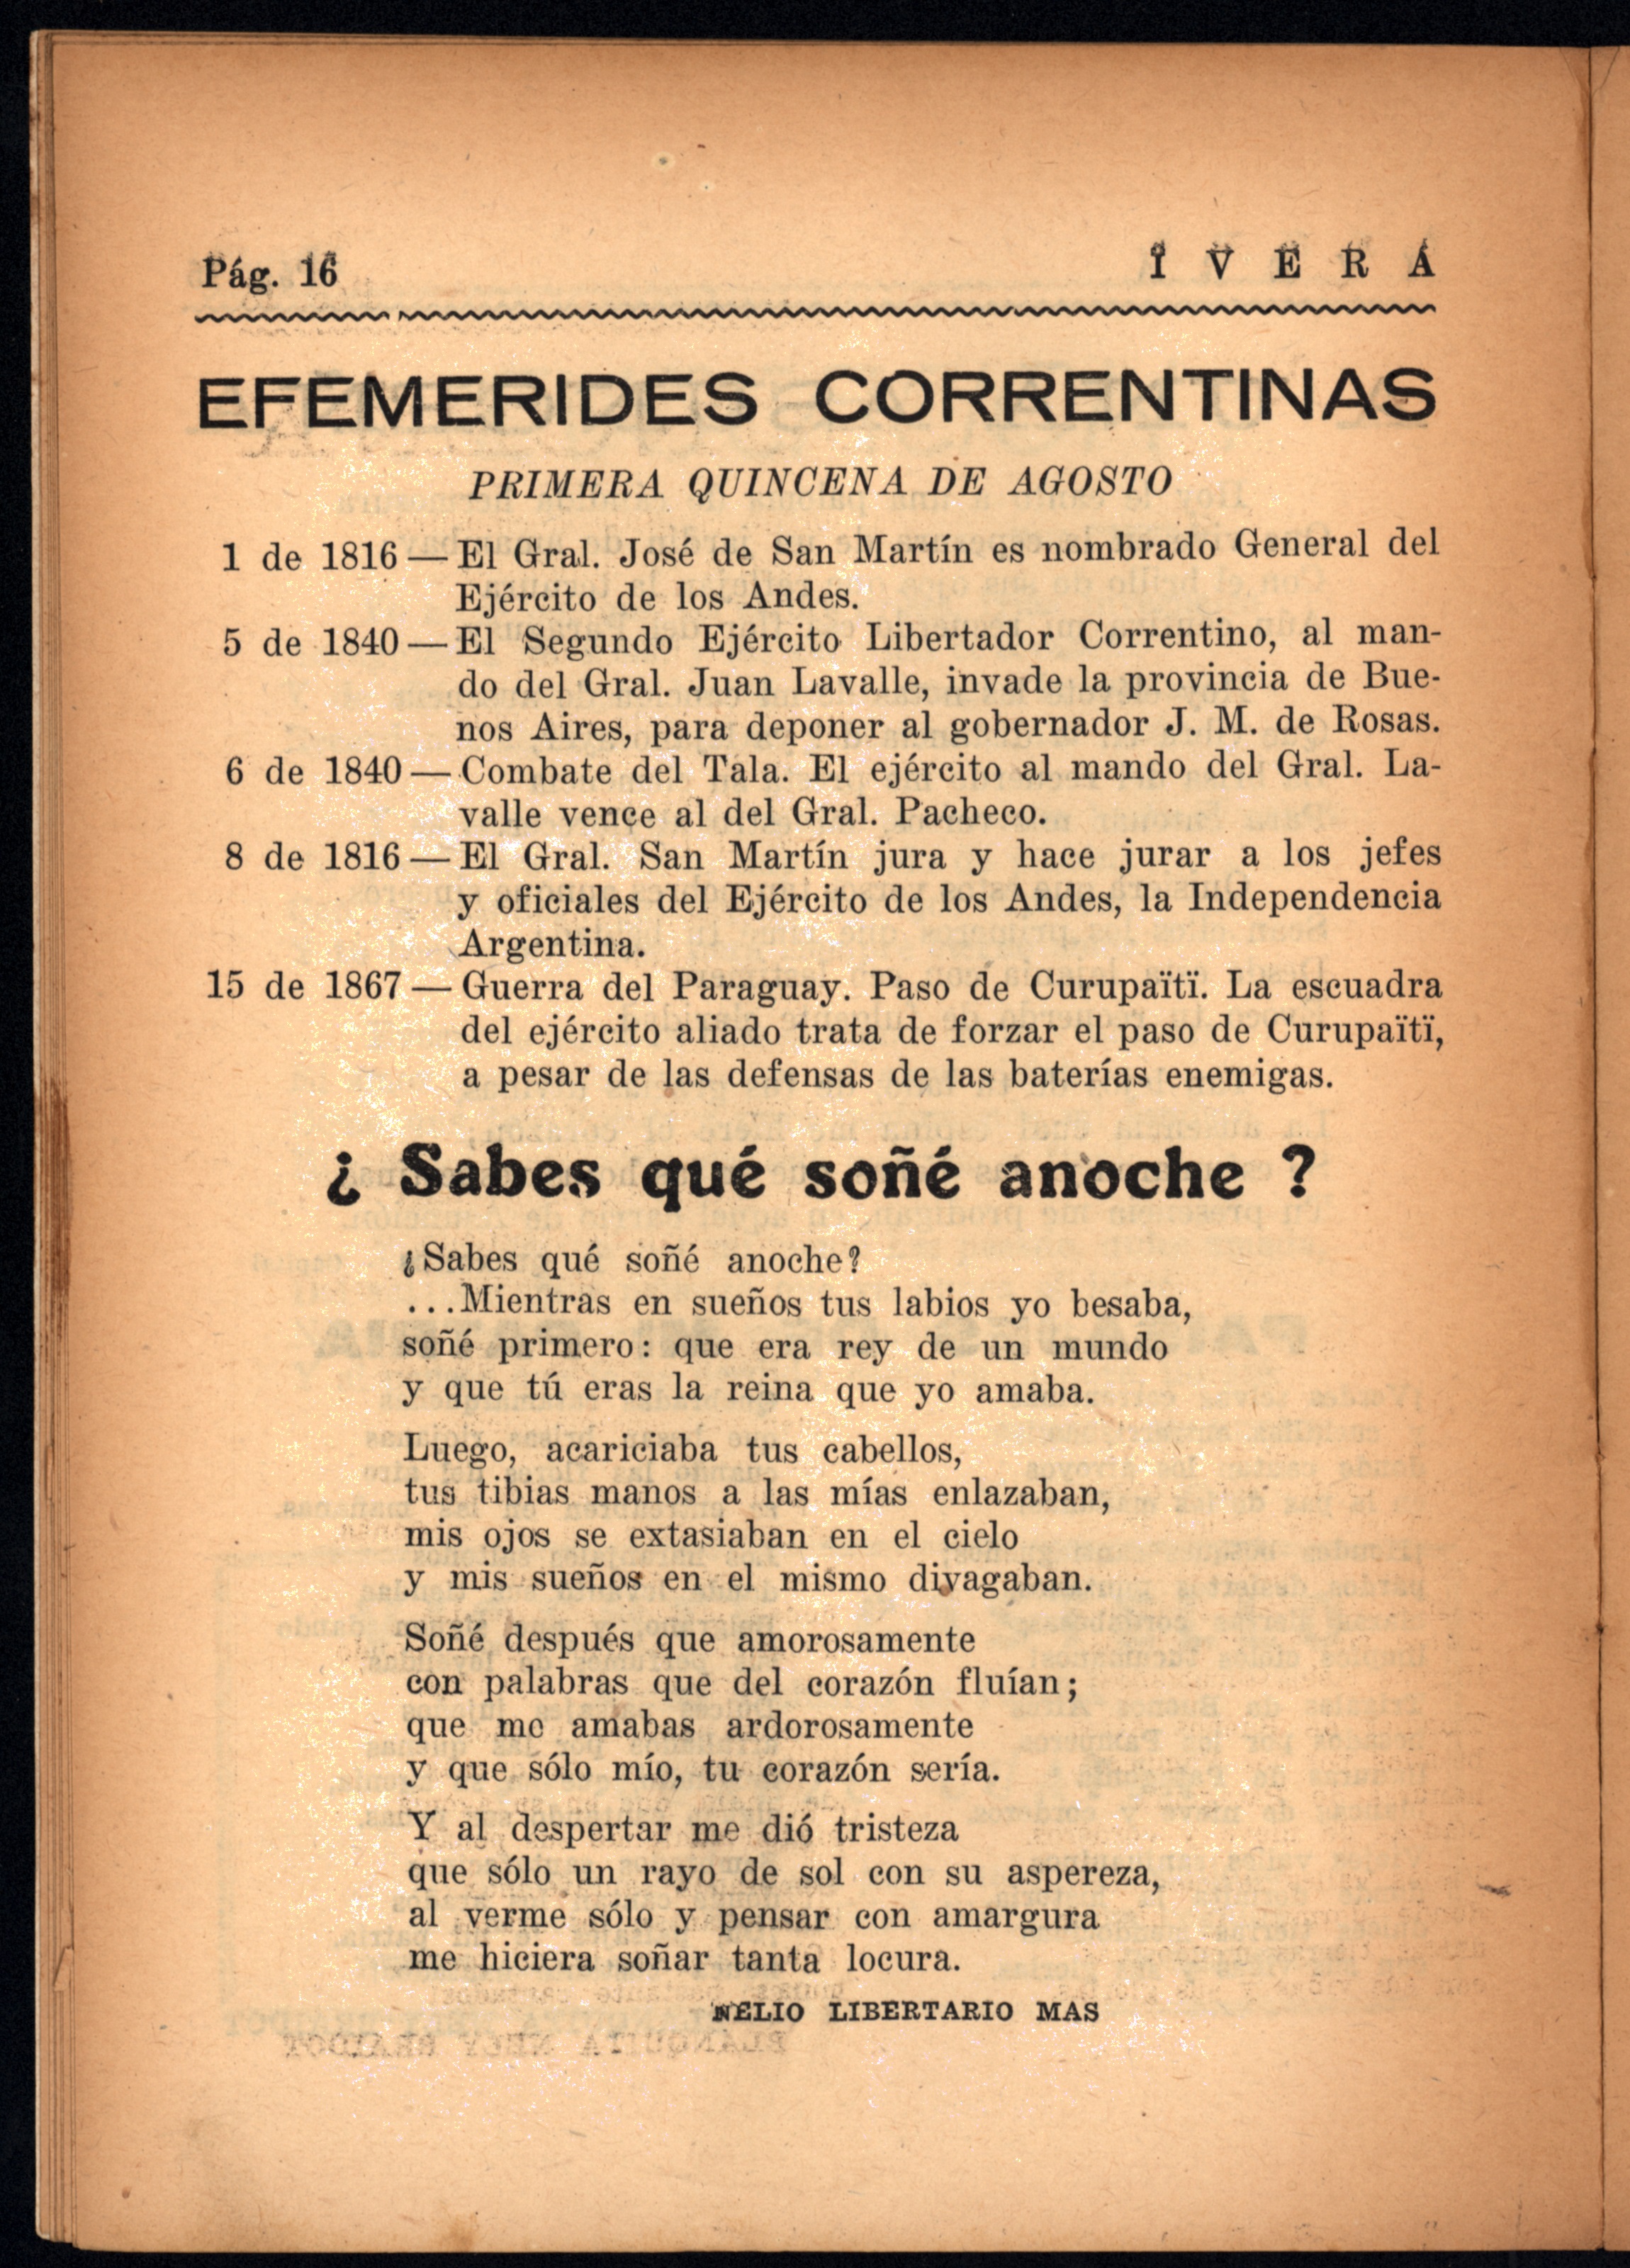 Pág. 16
Ï V E R Á
EFEMERIDES CORRENTINAS
PRIMERA QUINCENA DE AGOSTO
1 de 1816 — El Gral. José de San Martín es nombrado General del
Ejército de los Andes.
5 de 1840 — El Segundo Ejército Libertador Correntino, al man-
do del Gral. Juan Lavalle, invade la provincia de Bue-
nos Aires, para deponer al gobernador J. M. de Rosas.
6 de 1840 — Combate del Tala. El ejército al mando del Gral. La-
valle vence al del Gral. Pacheco.
8 de 1816 — El Gral. San Martín jura y hace jurar a los jefes
y oficiales del Ejército de los Andes, la Independencia
Argentina.
15 de 1867 — Guerra del Paraguay. Paso de Curupaïtï. La escuadra
del ejército aliado trata de forzar el paso de Curupaïtï,
a pesar de las defensas de las baterías enemigas.
¿ Sabes qué soñé anoche ?
¿Sabes qué soñé anoche?
...Mientras en sueños tus labios yo besaba,
soñé primero: que era rey de un mundo
y que tú eras la reina que yo amaba.
Luego, acariciaba tus cabellos,
tus tibias manos a las mías enlazaban,
mis ojos se extasiaban en el cielo
y mis sueños en el mismo divagaban.
Soñé después que amorosamente
con palabras que del corazón fluían;
que me amabas ardorosamente
y que sólo mío, tu corazón sería.
Y al despertar me dió tristeza
que sólo un rayo de sol con su aspereza,
al verme sólo y pensar con amargura
me hiciera soñar tanta locura.
NELIO LIBERTARIO MAS